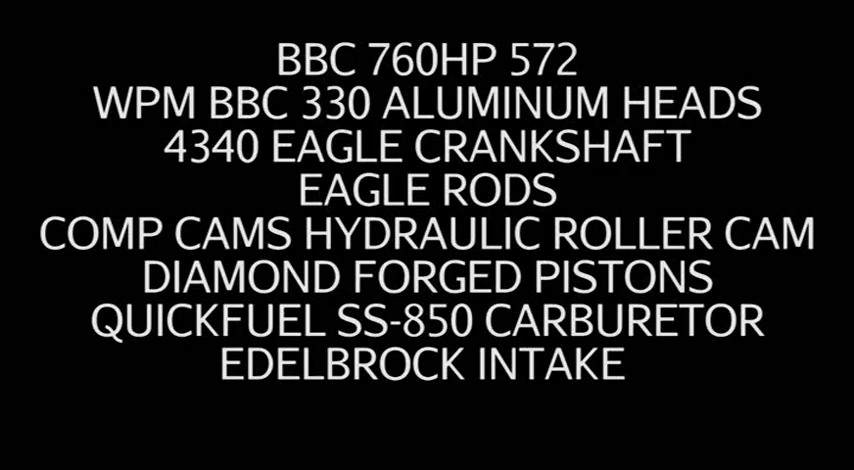 BBC 760HP 572
WPM BBC 330 ALUMINUM HEADS
4340 EAGLE CRANKSHAFT
EAGLE RODS
COMP CAMS HYDRAULIC ROLLER CAM
DIAMOND FORGED PISTONS
QUICKFUEL SS-850 CARBURETOR
EDELBROCK INTAKE